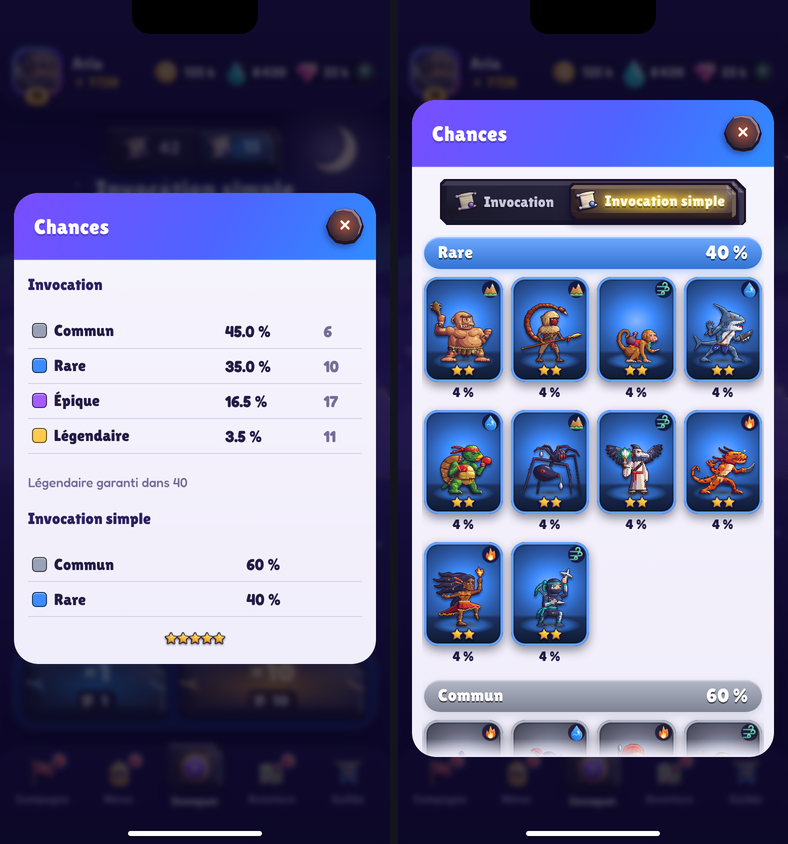 Chances
Invocation
Commun 45.0 % 6
Rare 35.0 % 10
Épique 16.5 % 17
Légendaire 3.5 % 11
Légendaire garanti dans 40
Invocation simple
Commun 60 %
Rare 40 %
Chances
Invocation Invocation simple
Rare 40 %
4 % 4 % 4 % 4 %
4 % 4 % 4 % 4 %
4 % 4 %
Commun 60 %